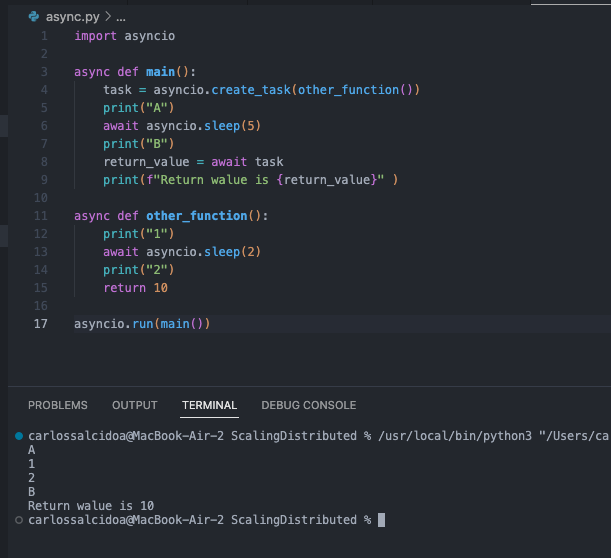 async.py > ...
1 import asyncio
2
3 async def main():
4     task = asyncio.create_task(other_function())
5     print("A")
6     await asyncio.sleep(5)
7     print("B")
8     return_value = await task
9     print(f"Return walue is {return_value}" )
10
11 async def other_function():
12     print("1")
13     await asyncio.sleep(2)
14     print("2")
15     return 10
16
17 asyncio.run(main())
PROBLEMS OUTPUT TERMINAL DEBUG CONSOLE
carlossalcidoa@MacBook-Air-2 ScalingDistributed % /usr/local/bin/python3 "/Users/ca
A
1
2
B
Return walue is 10
carlossalcidoa@MacBook-Air-2 ScalingDistributed %